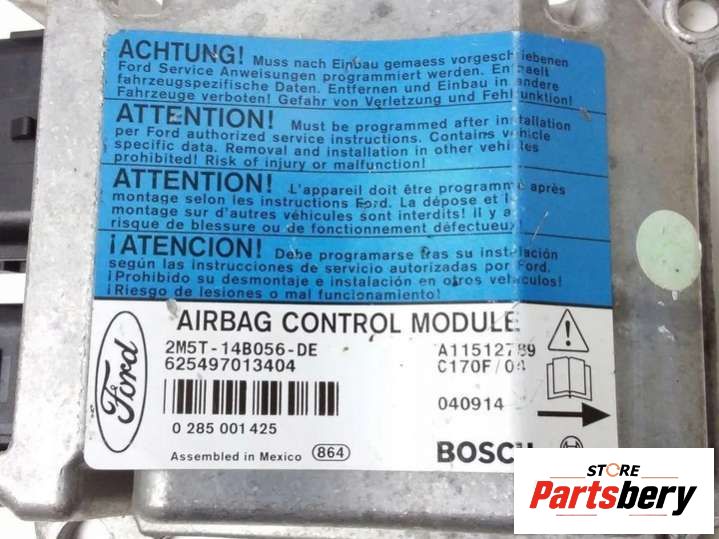 ACHTUNG! Muss nach Einbau gemaess vorgeschriebenen
Ford Service Anweisungen programmiert werden. Enthaelt
fahrzeugspezifische Daten. Entfernen und Einbau in andere
Fahrzeuge verboten! Gefahr von Verletzung und Fehlfunktion!
ATTENTION! Must be programmed after installation
per Ford authorized service instructions. Contains vehicle
specific data. Removal and installation in other vehicles
prohibited! Risk of injury or malfunction!
ATTENTION! L'appareil doit être programmé après
montage selon les instructions Ford. La dépose et le
montage sur d'autres véhicules sont interdits! il y a
risque de blessure ou de fonctionnement défectueux!
¡ATENCION! Debe programarse tras su instalación
según las instrucciones de servicio autorizadas por Ford.
¡Prohibido su desmontaje e instalación en otros vehículos!
¡Riesgo de lesiones o mal funcionamiento!
Ford
AIRBAG CONTROL MODULE
2M5T-14B056-DE A11512789
625497013404 C170F/04
040914
0 285 001 425
Assembled in Mexico 864 BOSCH
STORE
Partsbery